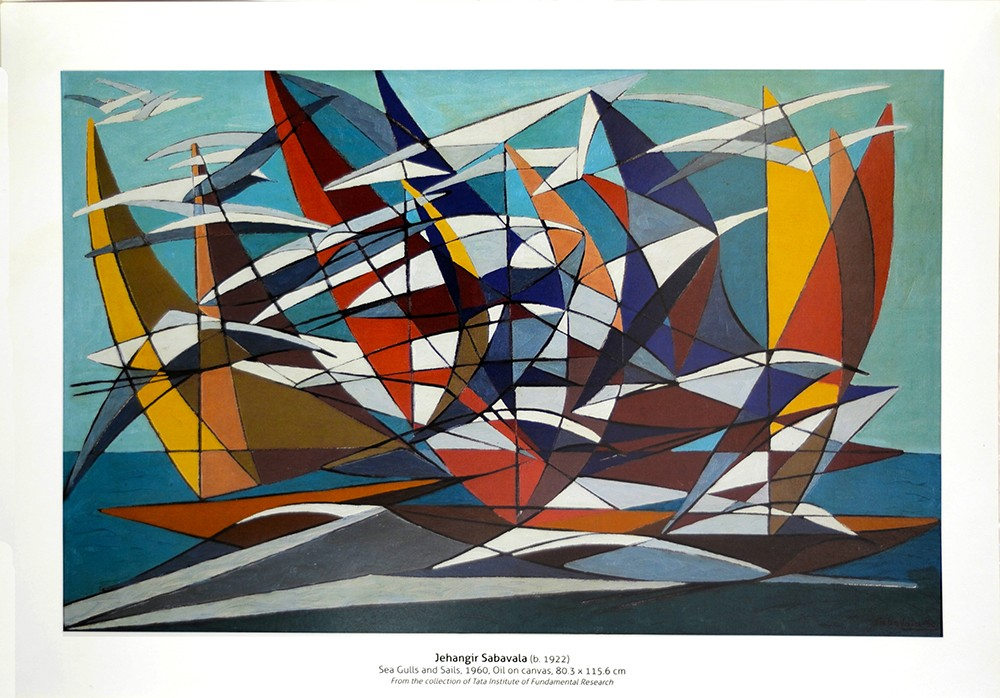 Jehangir Sabavala (b. 1922)
Sea Gulls and Sails, 1960, Oil on canvas, 80.3 x 115.6 cm
From the collection of Tata Institute of Fundamental Research